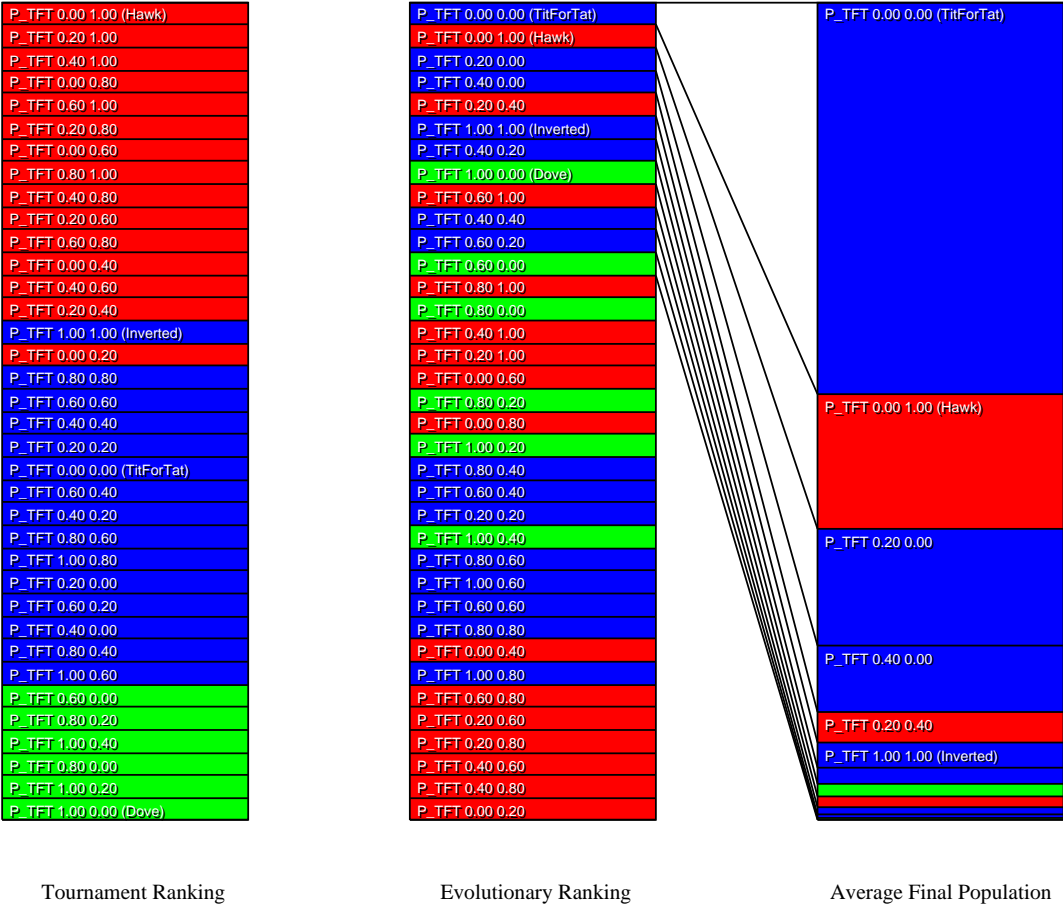 P_TFT 0.00 1.00 (Hawk)
P_TFT 0.20 1.00
P_TFT 0.40 1.00
P_TFT 0.00 0.80
P_TFT 0.60 1.00
P_TFT 0.20 0.80
P_TFT 0.00 0.60
P_TFT 0.80 1.00
P_TFT 0.40 0.80
P_TFT 0.20 0.60
P_TFT 0.60 0.80
P_TFT 0.00 0.40
P_TFT 0.40 0.60
P_TFT 0.20 0.40
P_TFT 1.00 1.00 (Inverted)
P_TFT 0.00 0.20
P_TFT 0.80 0.80
P_TFT 0.60 0.60
P_TFT 0.40 0.40
P_TFT 0.20 0.20
P_TFT 0.00 0.00 (TitForTat)
P_TFT 0.60 0.40
P_TFT 0.40 0.20
P_TFT 0.80 0.60
P_TFT 1.00 0.80
P_TFT 0.20 0.00
P_TFT 0.60 0.20
P_TFT 0.40 0.00
P_TFT 0.80 0.40
P_TFT 1.00 0.60
P_TFT 0.60 0.00
P_TFT 0.80 0.20
P_TFT 1.00 0.40
P_TFT 0.80 0.00
P_TFT 1.00 0.20
P_TFT 1.00 0.00 (Dove)
Tournament Ranking
P_TFT 0.00 0.00 (TitForTat)
P_TFT 0.00 1.00 (Hawk)
P_TFT 0.20 0.00
P_TFT 0.40 0.00
P_TFT 0.20 0.40
P_TFT 1.00 1.00 (Inverted)
P_TFT 0.40 0.20
P_TFT 1.00 0.00 (Dove)
P_TFT 0.60 1.00
P_TFT 0.40 0.40
P_TFT 0.60 0.20
P_TFT 0.60 0.00
P_TFT 0.80 1.00
P_TFT 0.80 0.00
P_TFT 0.40 1.00
P_TFT 0.20 1.00
P_TFT 0.00 0.60
P_TFT 0.80 0.20
P_TFT 0.00 0.80
P_TFT 1.00 0.20
P_TFT 0.80 0.40
P_TFT 0.60 0.40
P_TFT 0.20 0.20
P_TFT 1.00 0.40
P_TFT 0.80 0.60
P_TFT 1.00 0.60
P_TFT 0.60 0.60
P_TFT 0.80 0.80
P_TFT 0.00 0.40
P_TFT 1.00 0.80
P_TFT 0.60 0.80
P_TFT 0.20 0.60
P_TFT 0.20 0.80
P_TFT 0.40 0.60
P_TFT 0.40 0.80
P_TFT 0.00 0.20
Evolutionary Ranking
P_TFT 0.00 0.00 (TitForTat)
P_TFT 0.00 1.00 (Hawk)
P_TFT 0.20 0.00
P_TFT 0.40 0.00
P_TFT 0.20 0.40
P_TFT 1.00 1.00 (Inverted)
Average Final Population